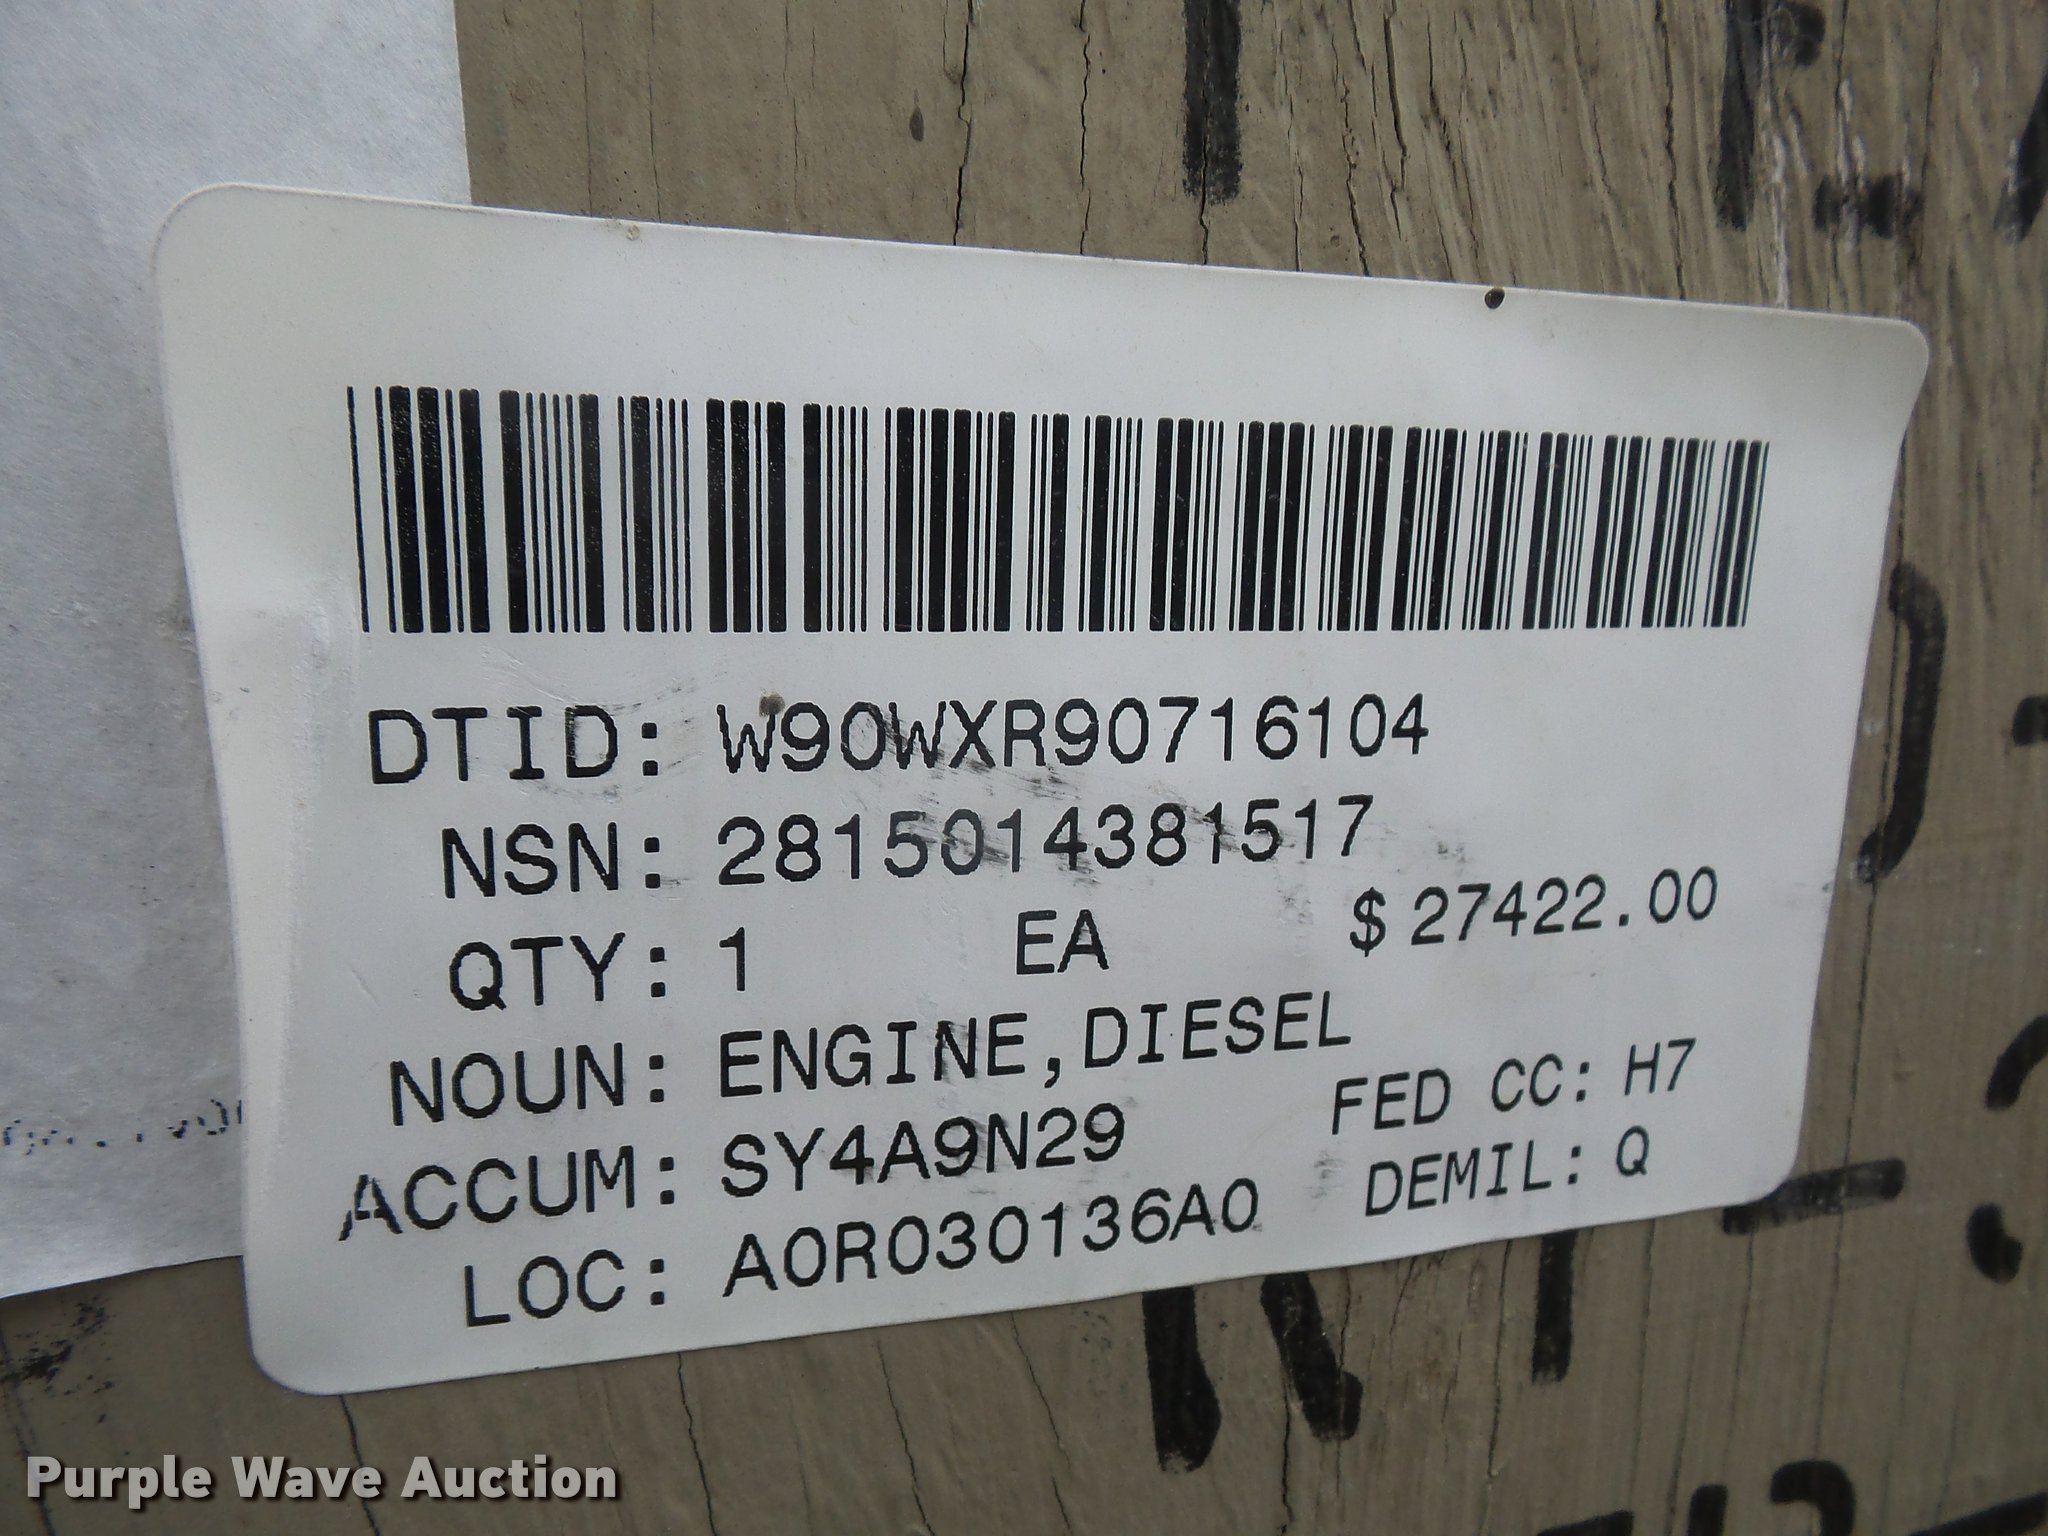 DTID: W90WXR90716104
NSN: 2815014381517
QTY: 1 EA $ 27422.00
NOUN: ENGINE,DIESEL
ACCUM: SY4A9N29 FED CC: H7
LOC: A0R030136A0 DEMIL: Q
Purple Wave Auction